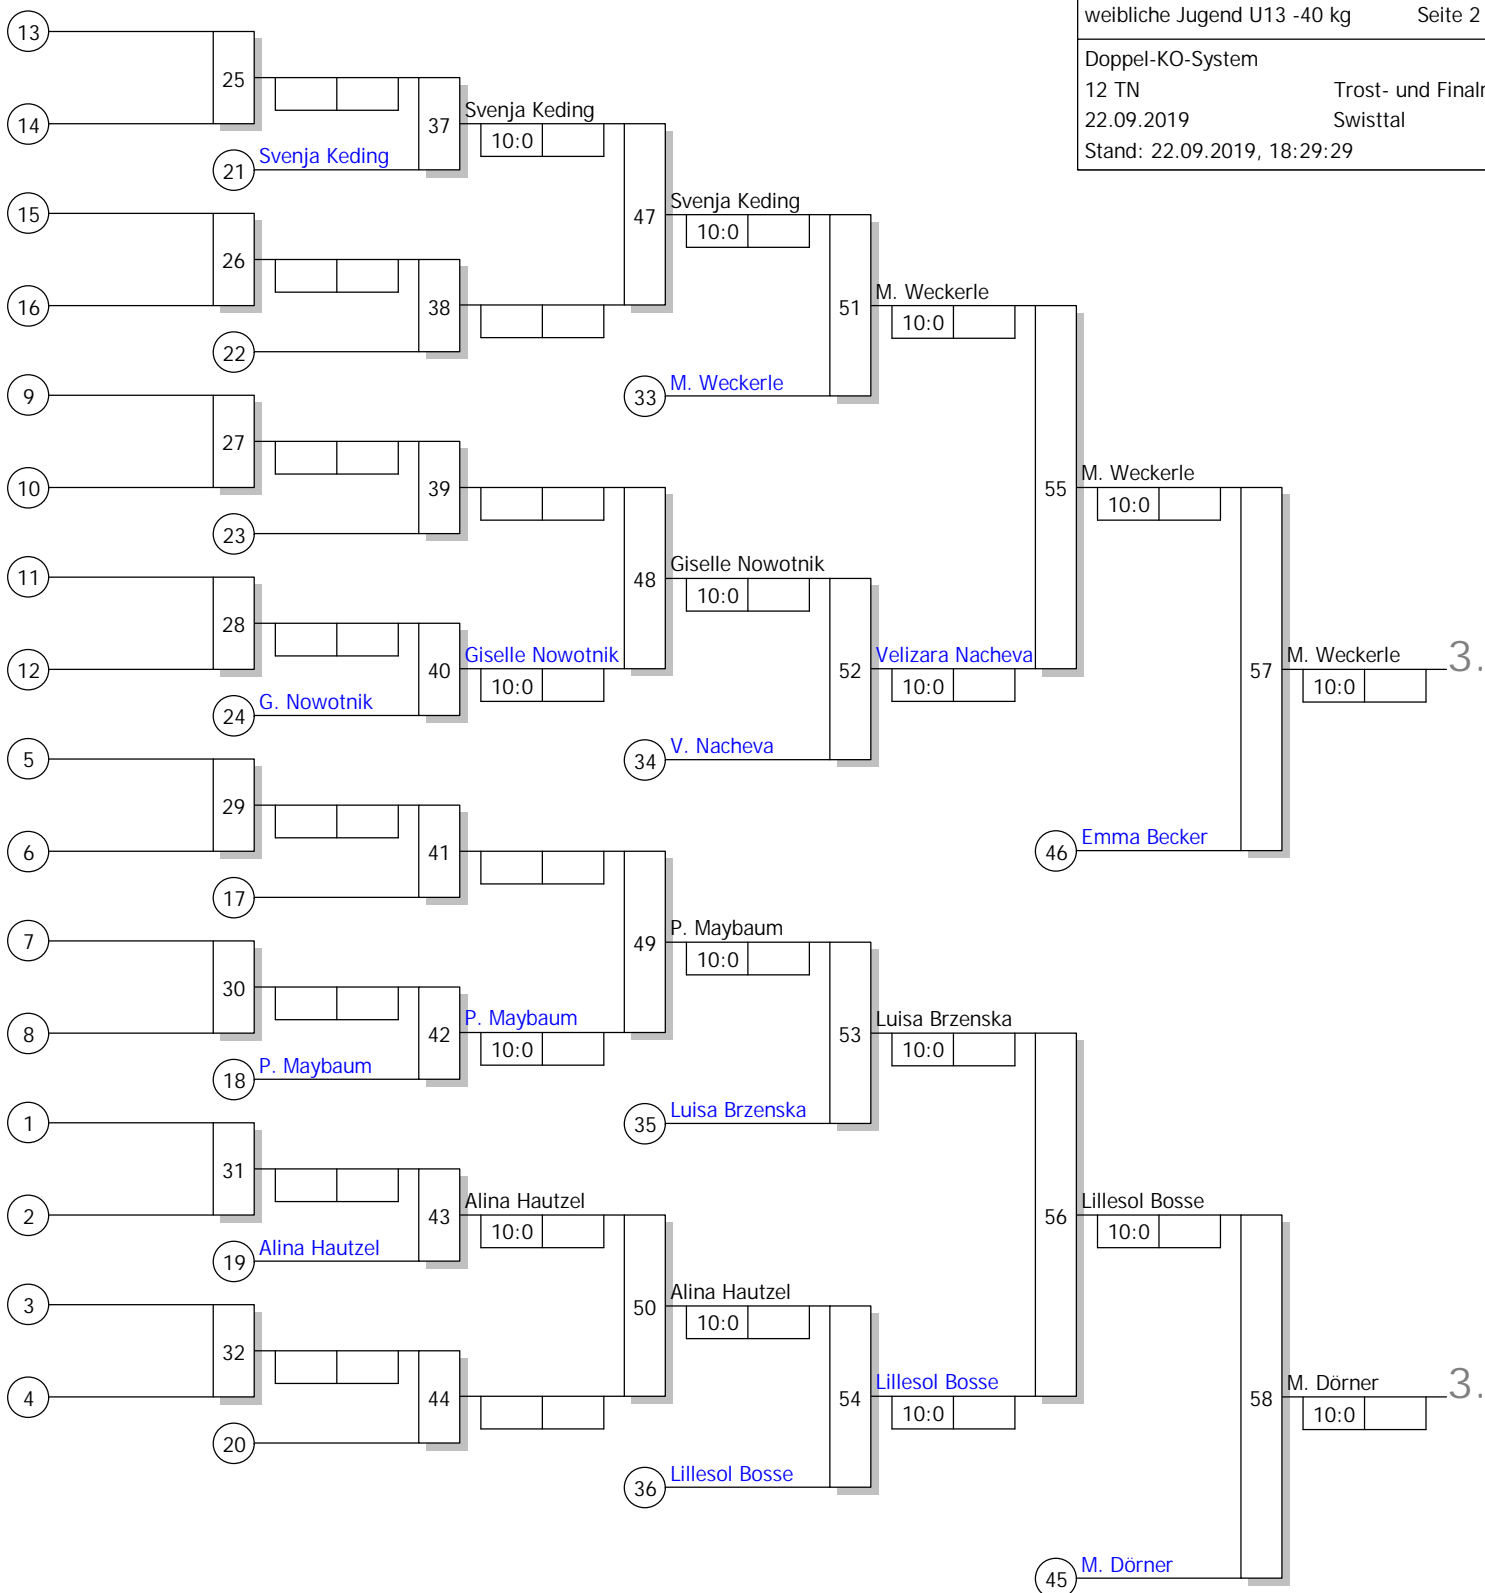 weibliche Jugend U13 -40 kg Seite 2
Doppel-KO-System
12 TN Trost- und Finalr
22.09.2019 Swisttal
Stand: 22.09.2019, 18:29:29
13
25
14
37
Svenja Keding
10:0
21
Svenja Keding
15
26
16
38
22
47
Svenja Keding
10:0
33
M. Weckerle
51
M. Weckerle
10:0
9
27
10
39
23
11
28
12
40
Giselle Nowotnik
10:0
24
G. Nowotnik
48
Giselle Nowotnik
10:0
34
V. Nacheva
52
Velizara Nacheva
10:0
55
M. Weckerle
10:0
46
Emma Becker
57
M. Weckerle
10:0
3.
5
29
6
41
17
7
30
8
42
P. Maybaum
10:0
18
P. Maybaum
49
P. Maybaum
10:0
35
Luisa Brzenska
53
Luisa Brzenska
10:0
1
31
2
43
Alina Hautzel
10:0
19
Alina Hautzel
3
32
4
44
20
50
Alina Hautzel
10:0
36
Lillesol Bosse
54
Lillesol Bosse
10:0
56
Lillesol Bosse
10:0
45
M. Dörner
58
M. Dörner
10:0
3.